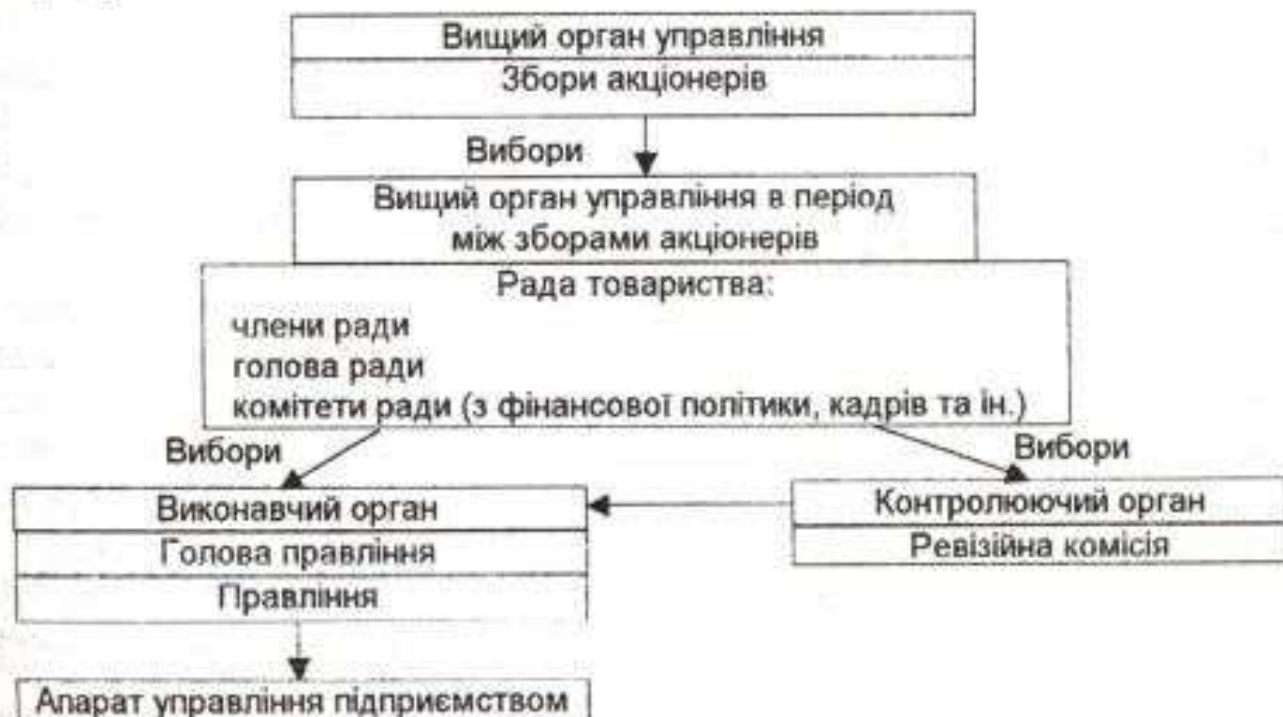 Вищий орган управління
Збори акціонерів
Вибори
Вищий орган управління в період
між зборами акціонерів
Рада товариства:
члени ради
голова ради
комітети ради (з фінансової політики, кадрів та ін.)
Вибори
Вибори
Виконавчий орган
Голова правління
Правління
Контролюючий орган
Ревізійна комісія
Апарат управління підприємством